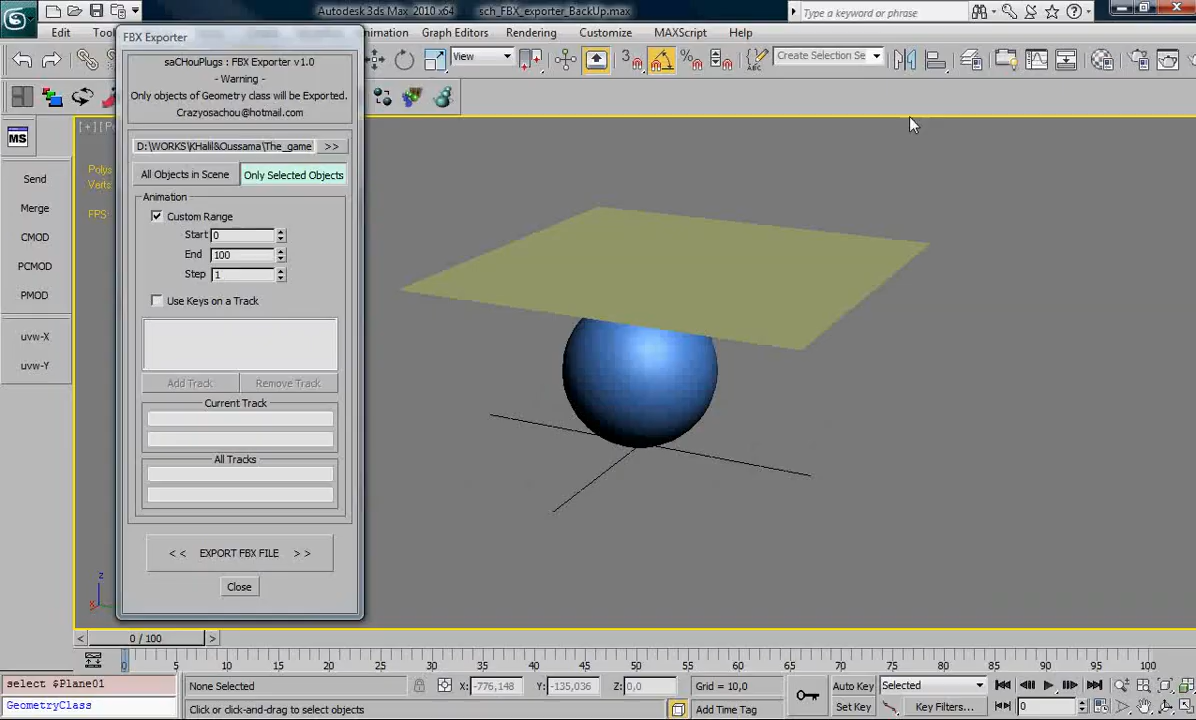 Autodesk 3ds Max 2010 x64 sch_FBX_exporter_BackUp.max
Type a keyword or phrase
Edit
Animation
Graph Editors
Rendering
Customize
MAXScript
Help
View
Create Selection Se
MS
Send
Merge
CMOD
PCMOD
PMOD
uvw-X
uvw-Y
FBX Exporter
saCHouPlugs : FBX Exporter v1.0
- Warning -
Only objects of Geometry class will be Exported.
Crazyosachou@hotmail.com
D:\WORKS\KHalil&Oussama\The_game >>
All Objects in Scene
Only Selected Objects
Animation
Custom Range
Start 0
End 100
Step 1
Use Keys on a Track
Add Track
Remove Track
Current Track
All Tracks
<< EXPORT FBX FILE >>
Close
Polys
Verts
FPS
z
x
< 0 / 100 >
0 5 10 15 20 25 30 35 40 45 50 55 60 65 70 75 80 85 90 95 100
select $Plane01
GeometryClass
None Selected
X: -776,148
Y: -135,036
Z: 0,0
Grid = 10,0
Auto Key
Selected
Click or click-and-drag to select objects
Add Time Tag
Set Key
Key Filters...
0